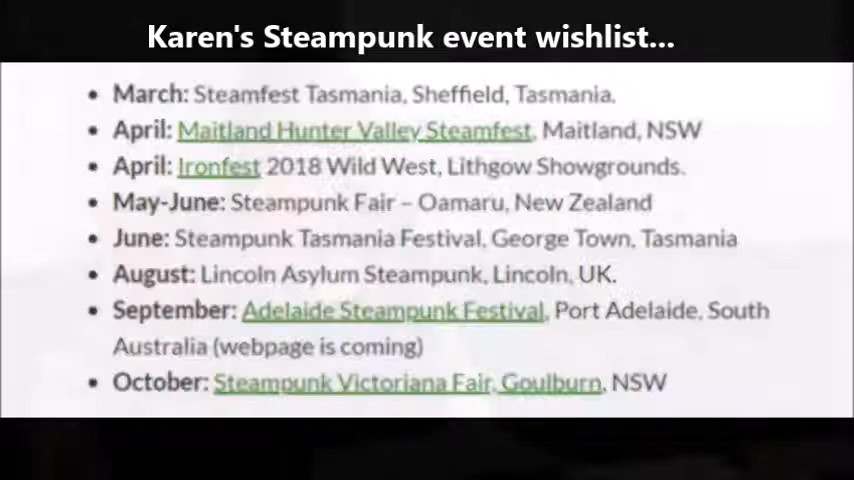 Karen's Steampunk event wishlist...
• March: Steamfest Tasmania, Sheffield, Tasmania.
• April: Maitland Hunter Valley Steamfest, Maitland, NSW
• April: Ironfest 2018 Wild West, Lithgow Showgrounds.
• May-June: Steampunk Fair – Oamaru, New Zealand
• June: Steampunk Tasmania Festival, George Town, Tasmania
• August: Lincoln Asylum Steampunk, Lincoln, UK.
• September: Adelaide Steampunk Festival, Port Adelaide, South
Australia (webpage is coming)
• October: Steampunk Victoriana Fair, Goulburn, NSW